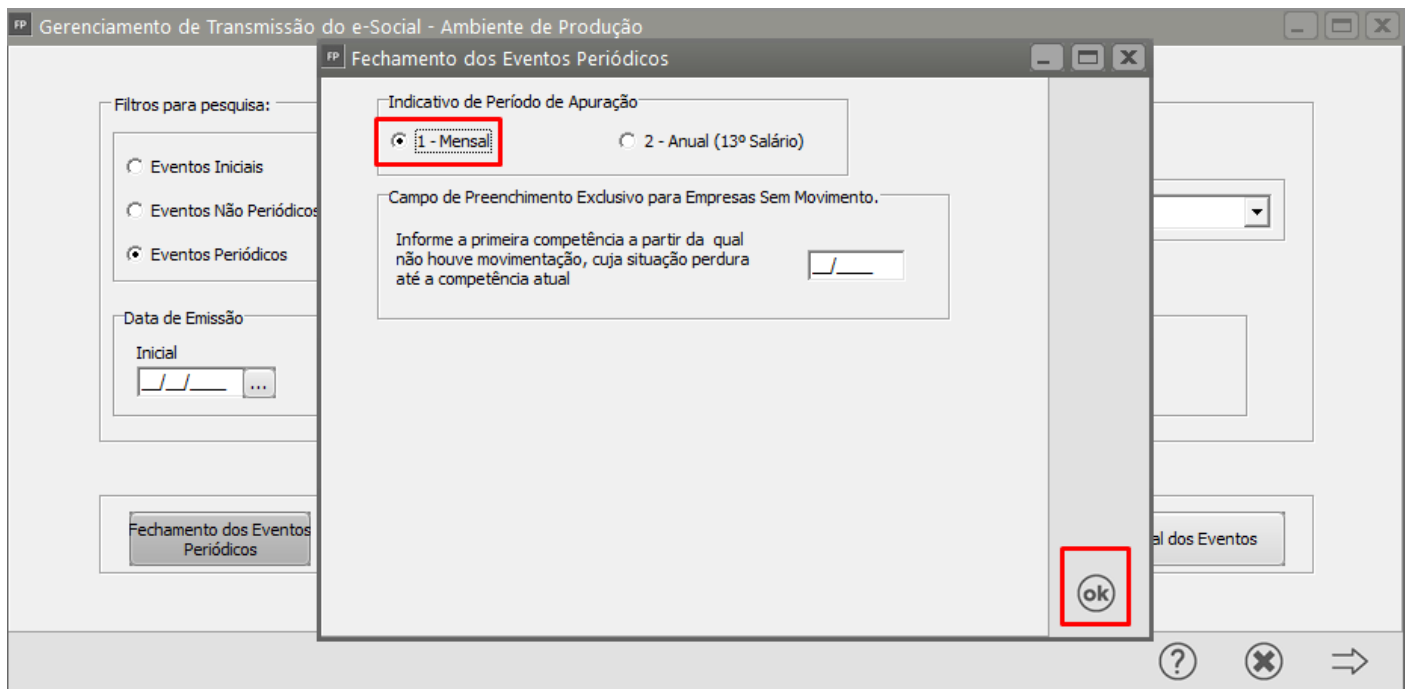 FP Gerenciamento de Transmissão do e-Social - Ambiente de Produção
FP Fechamento dos Eventos Periódicos
Filtros para pesquisa:
Eventos Iniciais
Eventos Não Periódicos
Eventos Periódicos
Data de Emissão
Inicial
__/__/____ ...
Indicativo de Período de Apuração
1 - Mensal
2 - Anual (13º Salário)
Campo de Preenchimento Exclusivo para Empresas Sem Movimento.
Informe a primeira competência a partir da qual
não houve movimentação, cuja situação perdura
até a competência atual
__/____
Fechamento dos Eventos
Periódicos
al dos Eventos
ok
?